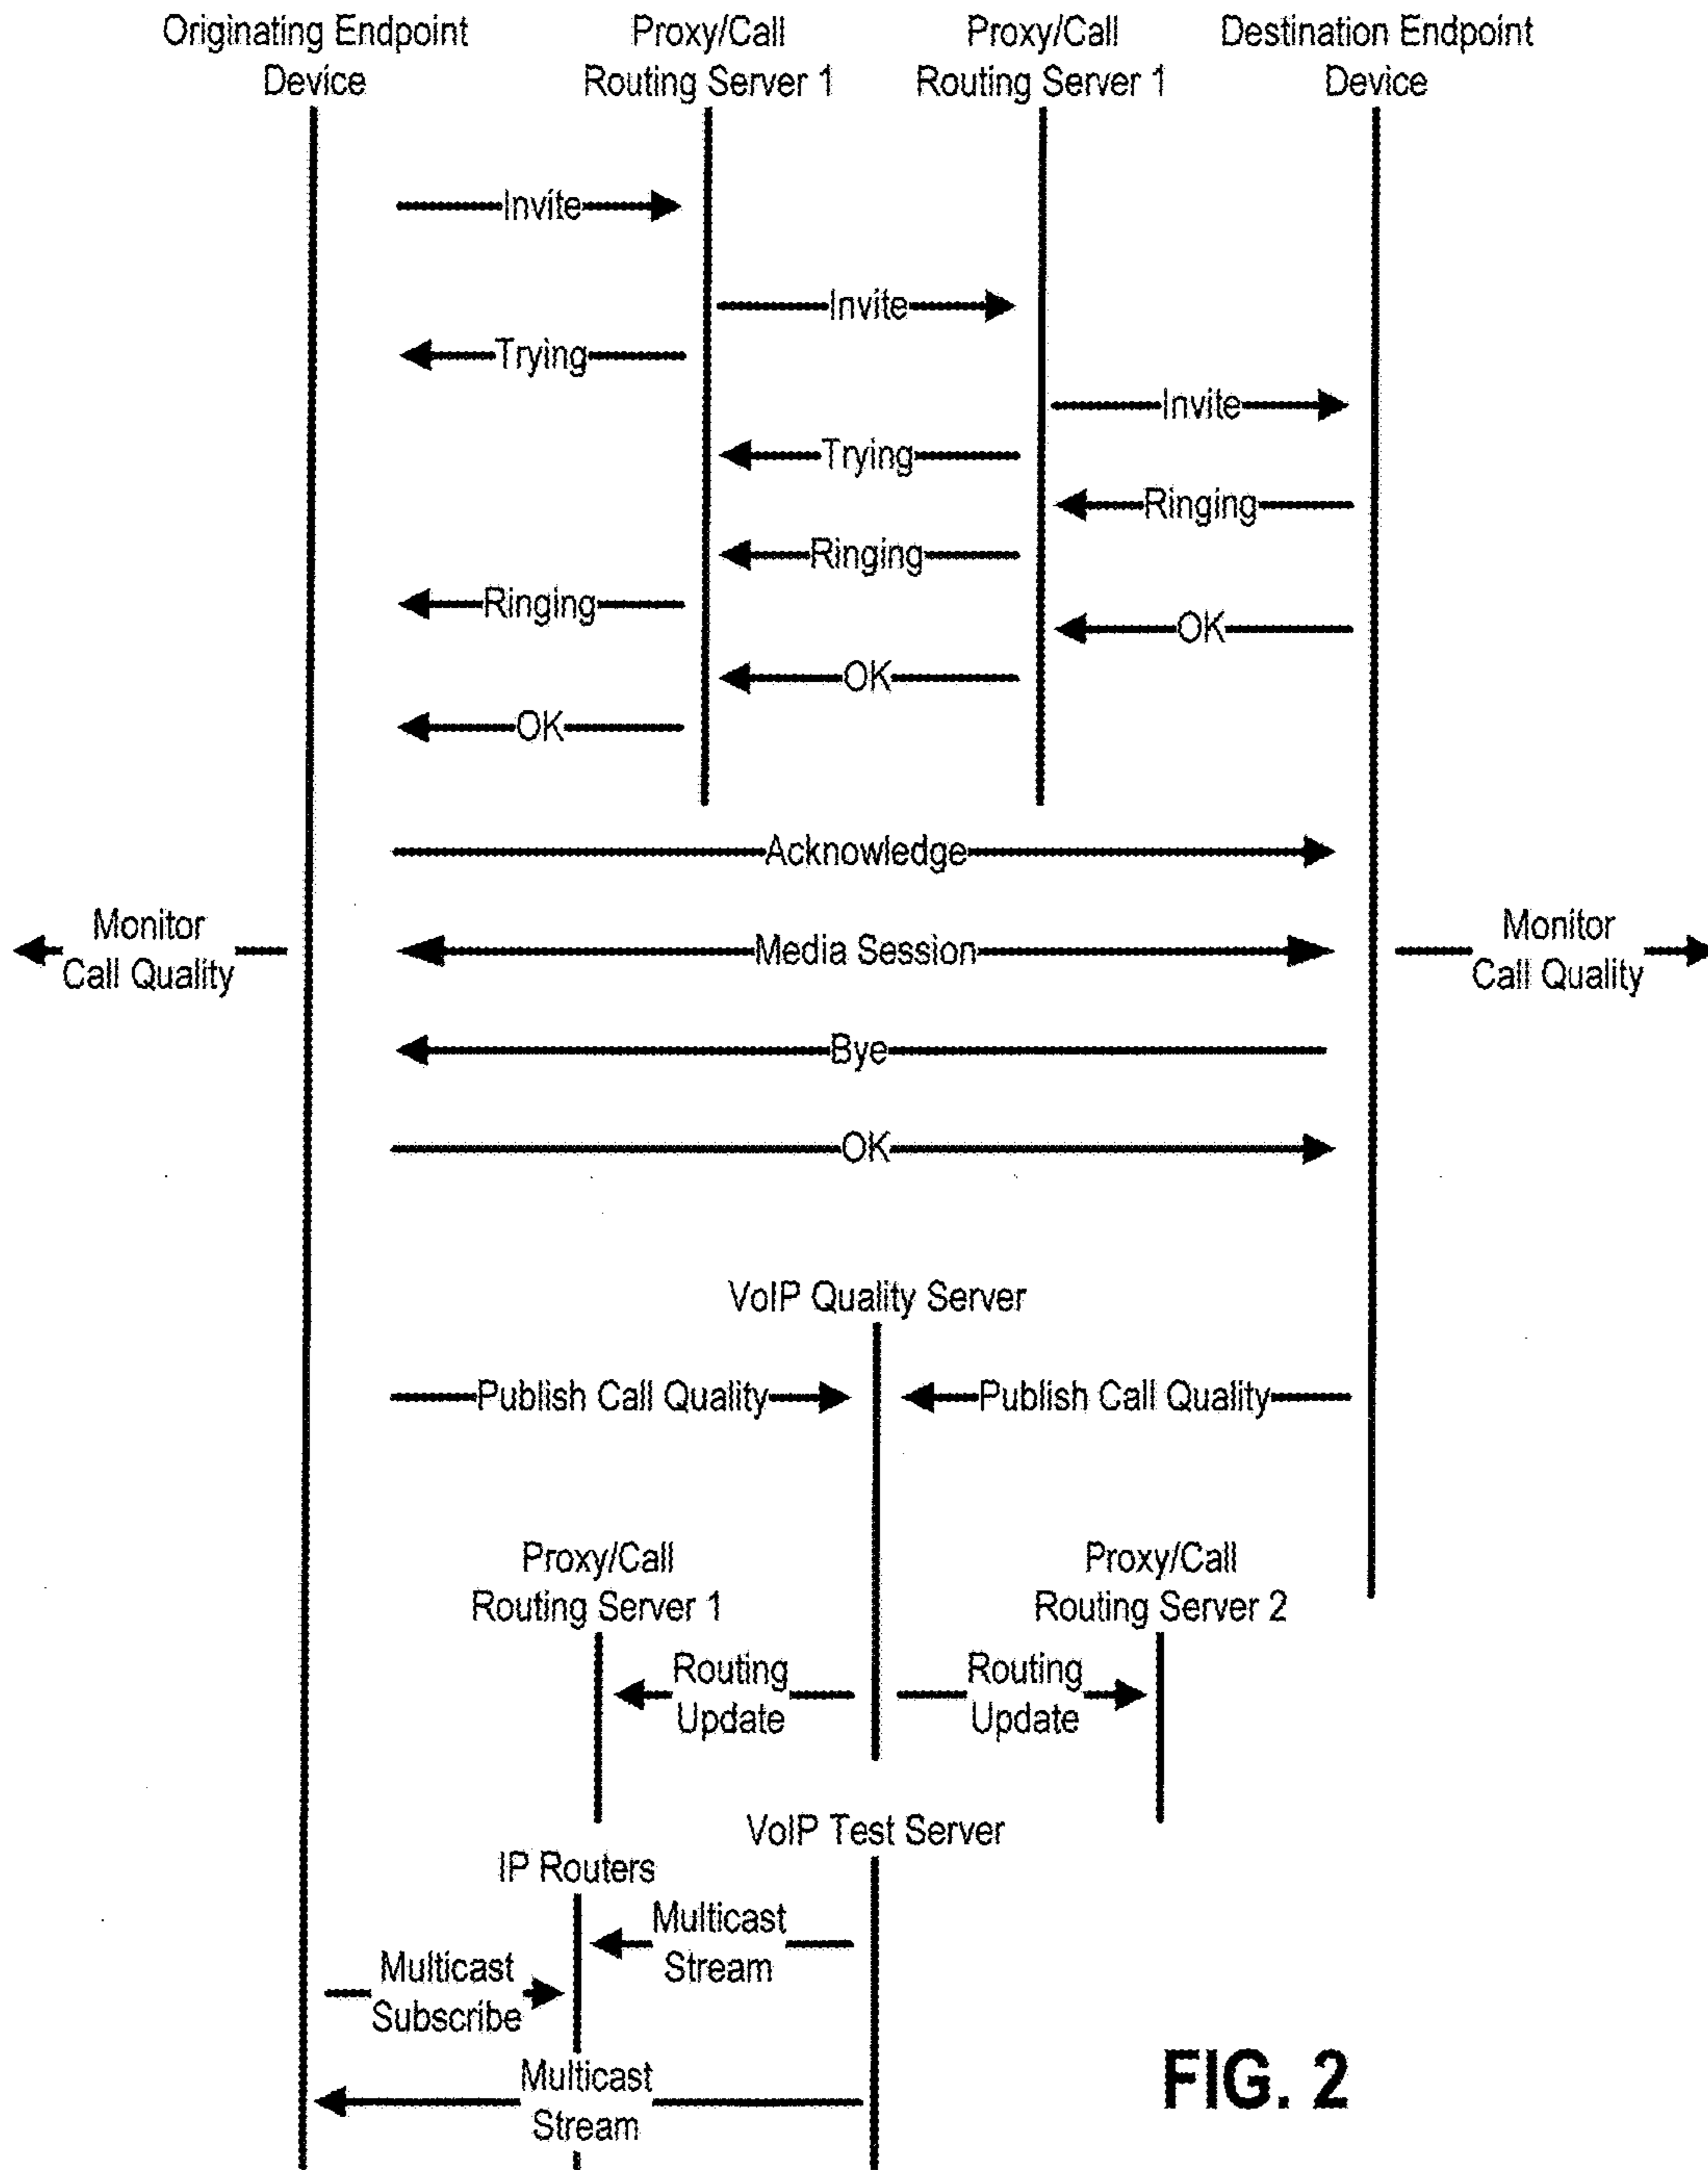 Originating Endpoint
Device
Proxy/Call
Routing Server 1
Proxy/Call
Routing Server 1
Destination Endpoint
Device
Invite
Invite
Trying
Invite
Trying
Ringing
Ringing
Ringing
OK
OK
OK
Acknowledge
Monitor
Call Quality
Media Session
Monitor
Call Quality
Bye
OK
VoIP Quality Server
Publish Call Quality
Publish Call Quality
Proxy/Call
Routing Server 1
Proxy/Call
Routing Server 2
Routing
Update
Routing
Update
VoIP Test Server
IP Routers
Multicast
Stream
Multicast
Subscribe
Multicast
Stream
FIG. 2